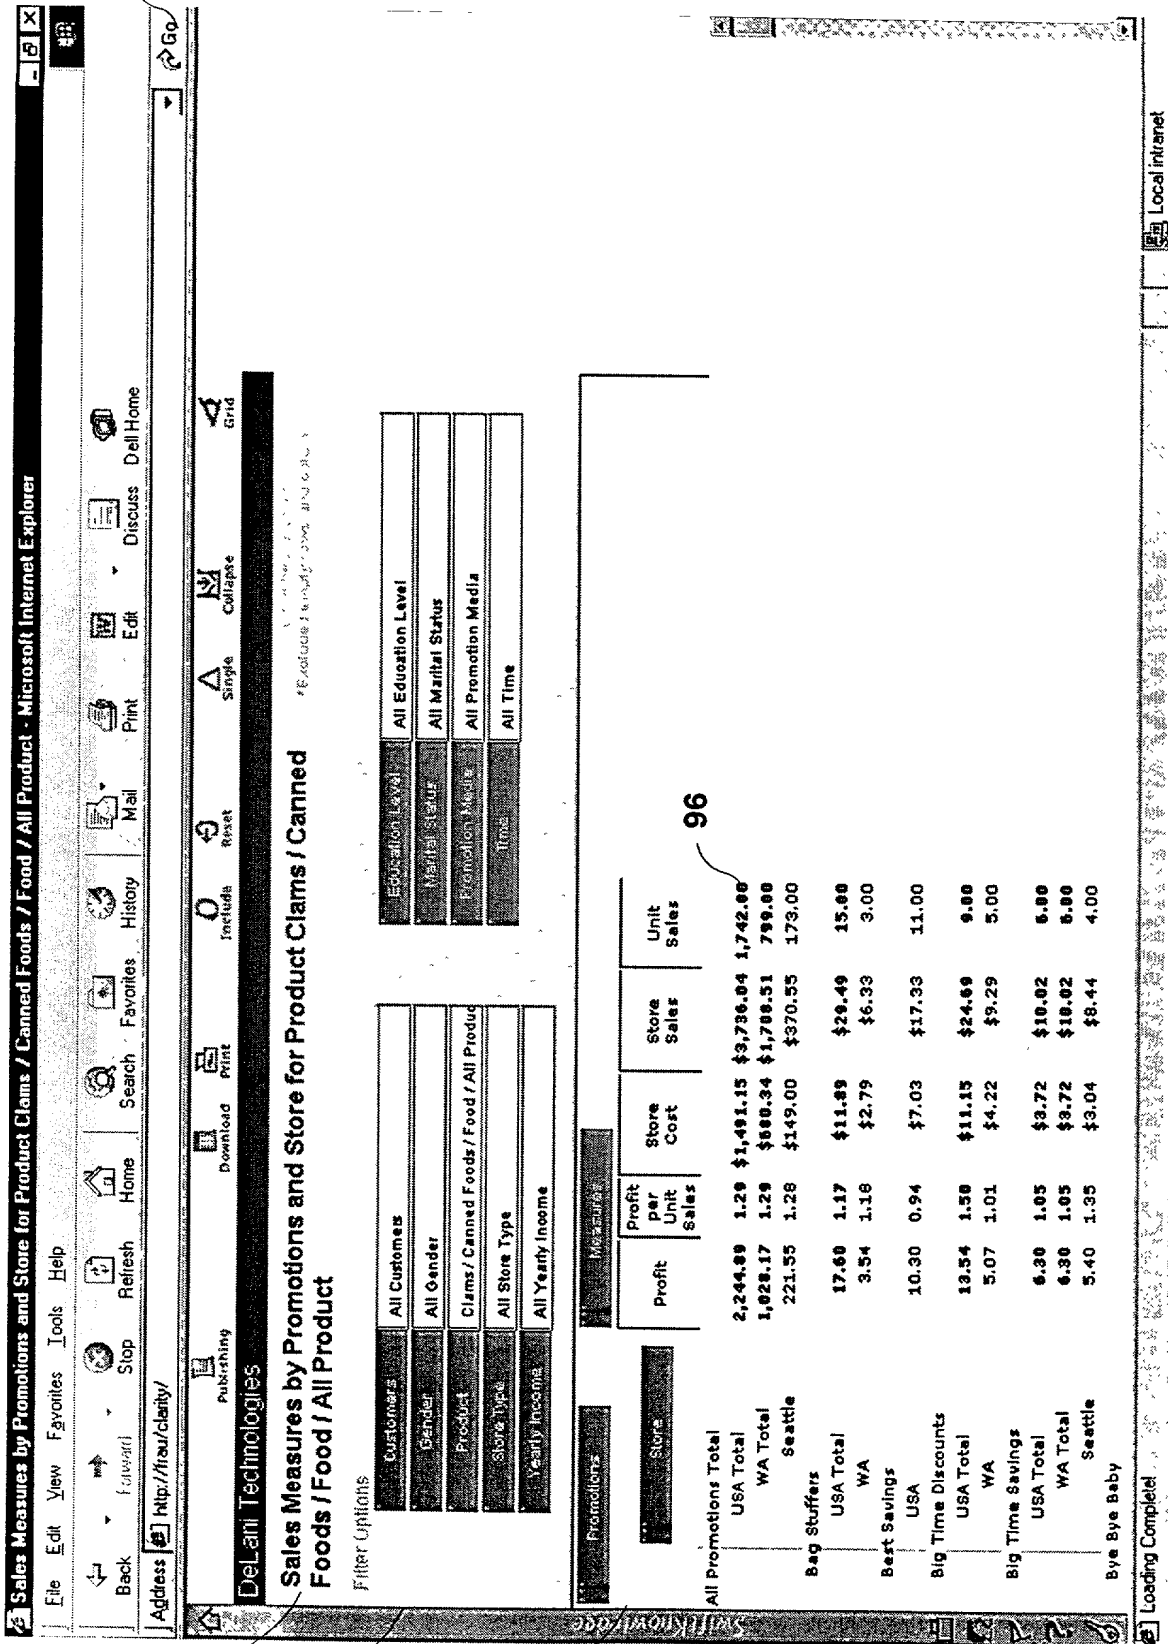 Sales Measures by Promotions and Store for Product Clams / Canned Foods / Food / All Product - Microsoft Internet Explorer
File Edit View Favorites Tools Help
Back Forward Stop Refresh Home Search Favorites History Mail Print Edit Discuss Dell Home
Address http://frau/clarity/ Go
Publishing Download Print Include Reset Single Collapse Grid
DeLani Technologies
Sales Measures by Promotions and Store for Product Clams / Canned
Foods / Food / All Product
Filter Options
Customers All Customers Education Level All Education Level
Gender All Gender Marital Status All Marital Status
Product Clams / Canned Foods / Food / All Produc Promotion Media All Promotion Media
Store Type All Store Type Time All Time
Yearly Income All Yearly Income
Promotions Measures
Store Profit Profit per Unit Sales Store Cost Store Sales Unit Sales
96
All Promotions Total
USA Total 2,244.89 1.29 $1,491.15 $3,736.04 1,742.00
WA Total 1,028.17 1.29 $680.34 $1,708.51 799.00
Seattle 221.55 1.28 $149.00 $370.55 173.00
Bag Stuffers
USA Total 17.60 1.17 $11.89 $29.49 15.00
WA 3.54 1.18 $2.79 $6.33 3.00
Best Savings
USA 10.30 0.94 $7.03 $17.33 11.00
Big Time Discounts
USA Total 13.54 1.50 $11.15 $24.69 9.00
WA 5.07 1.01 $4.22 $9.29 5.00
Big Time Savings
USA Total 6.30 1.05 $3.72 $10.02 6.00
WA Total 6.30 1.05 $3.72 $10.02 6.00
Seattle 5.40 1.35 $3.04 $8.44 4.00
Bye Bye Baby
SwiftKnowledge
Loading Complete! Local intranet